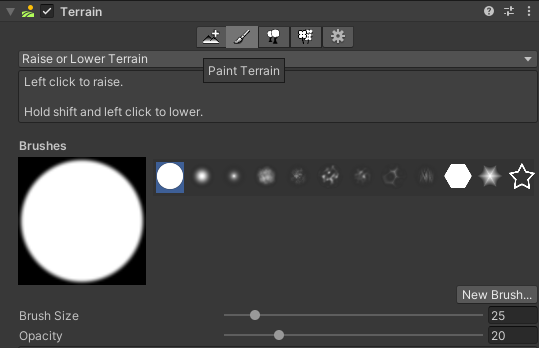 Terrain
Raise or Lower Terrain
Paint Terrain
Left click to raise.
Hold shift and left click to lower.
Brushes
New Brush...
Brush Size 25
Opacity 20